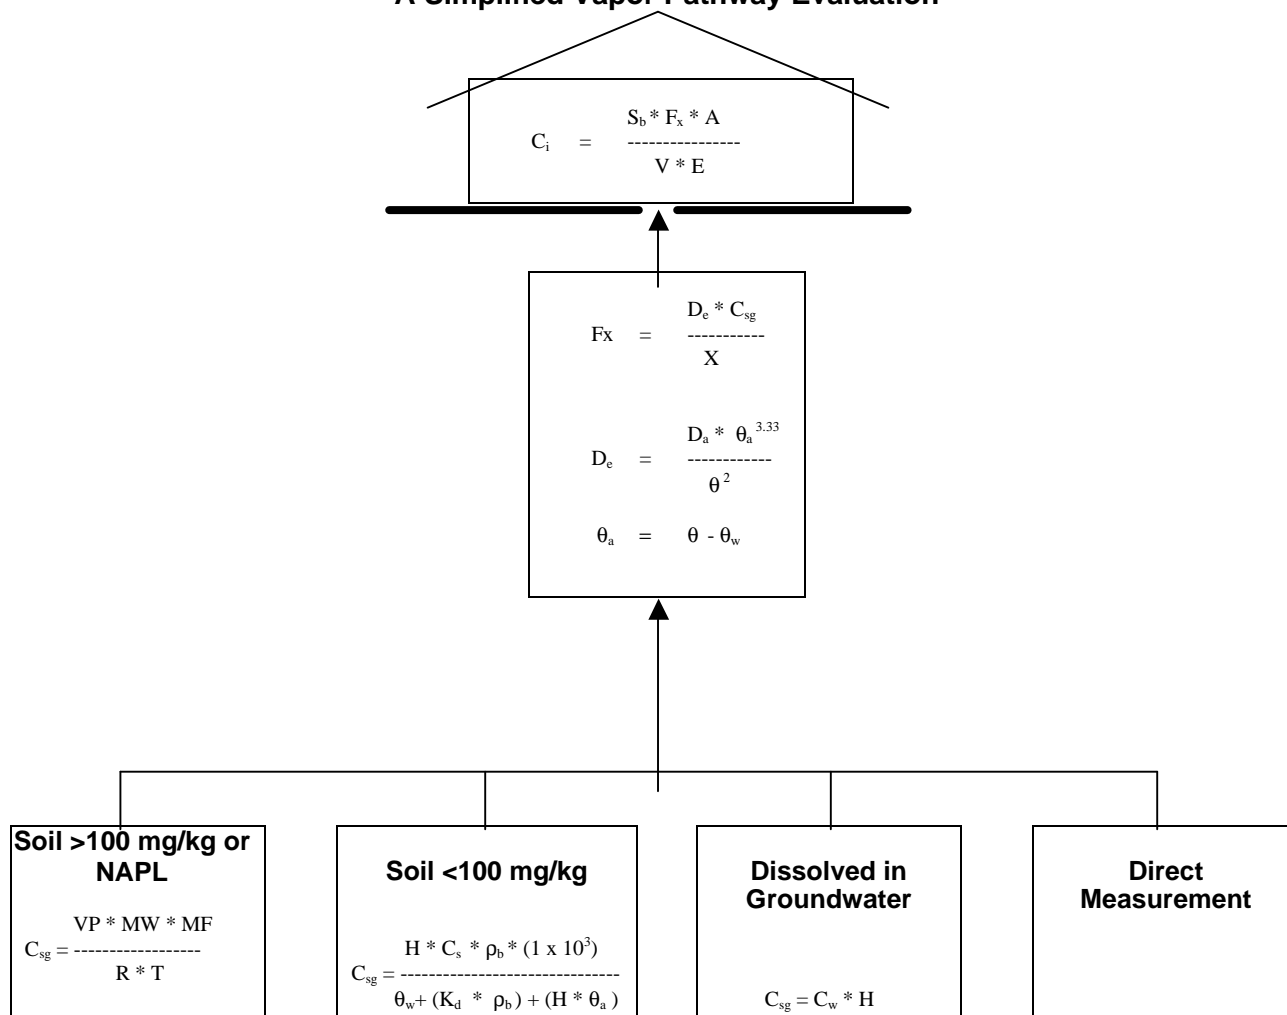 A Simplified Vapor Pathway Evaluation
S_b * F_x * A
C_i = ----------------
V * E
D_e * C_sg
Fx = -----------
X
D_a * θ_a^3.33
D_e = ------------
θ^2
θ_a = θ - θ_w
Soil >100 mg/kg or
NAPL
VP * MW * MF
C_sg = ------------------
R * T
Soil <100 mg/kg
H * C_s * ρ_b * (1 x 10^3)
C_sg = -------------------------------
θ_w + (K_d * ρ_b) + (H * θ_a)
Dissolved in
Groundwater
C_sg = C_w * H
Direct
Measurement